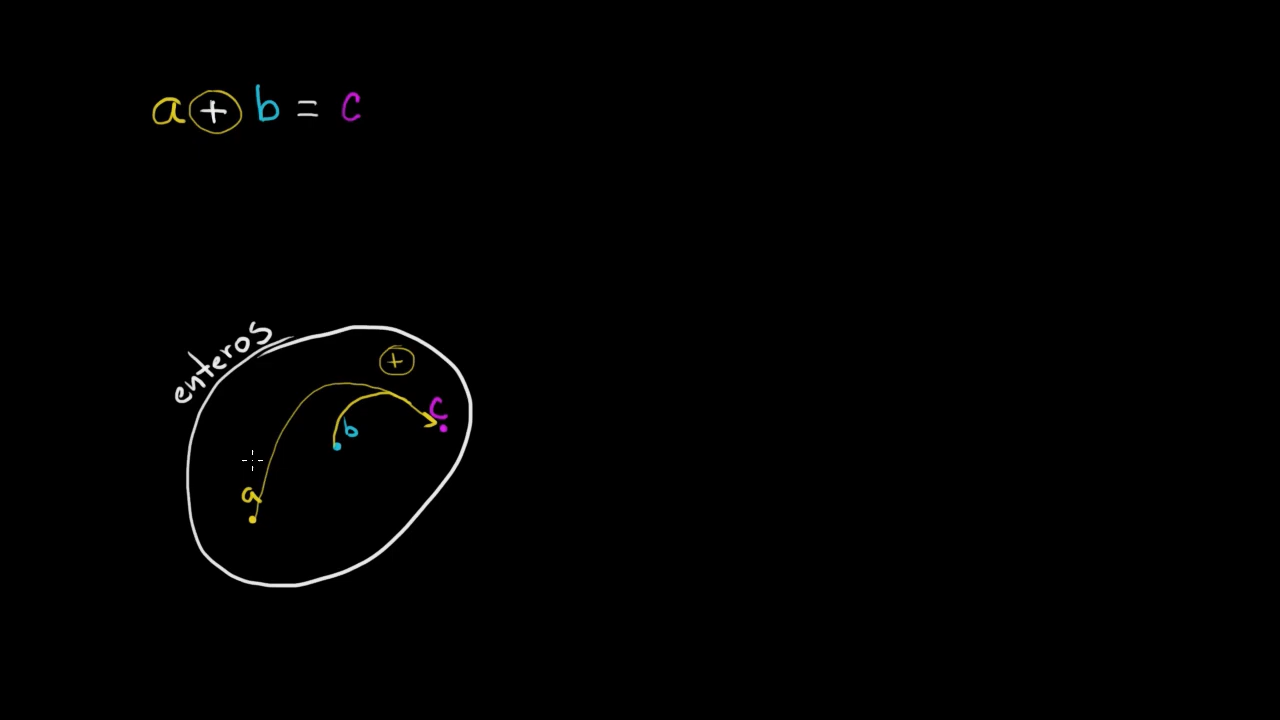 a + b = c
enteros
+
c
b
a